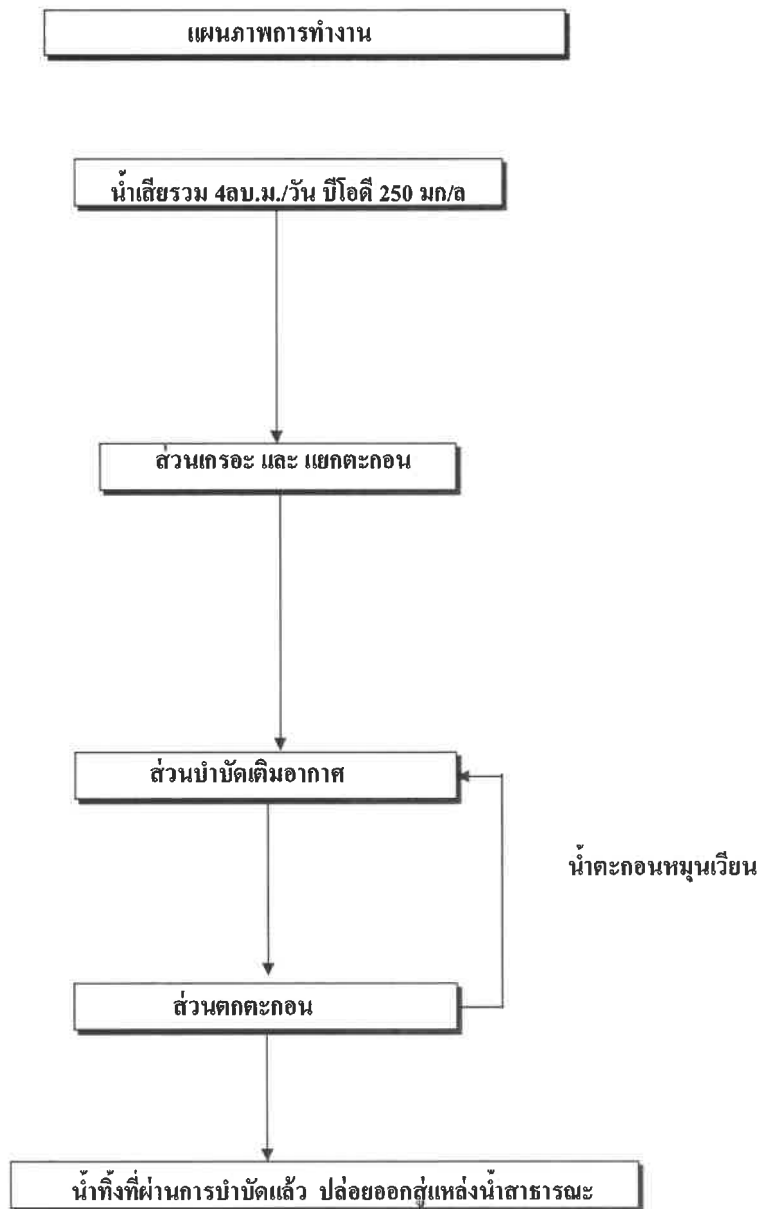 แผนภาพการทำงาน
น้ำเสียรวม 4ลบ.ม./วัน บีโอดี 250 มก/ล
ส่วนเกรอะ และ แยกตะกอน
ส่วนบำบัดเติมอากาศ
น้ำตะกอนหมุนเวียน
ส่วนตกตะกอน
น้ำทิ้งที่ผ่านการบำบัดแล้ว ปล่อยออกสู่แหล่งน้ำสาธารณะ